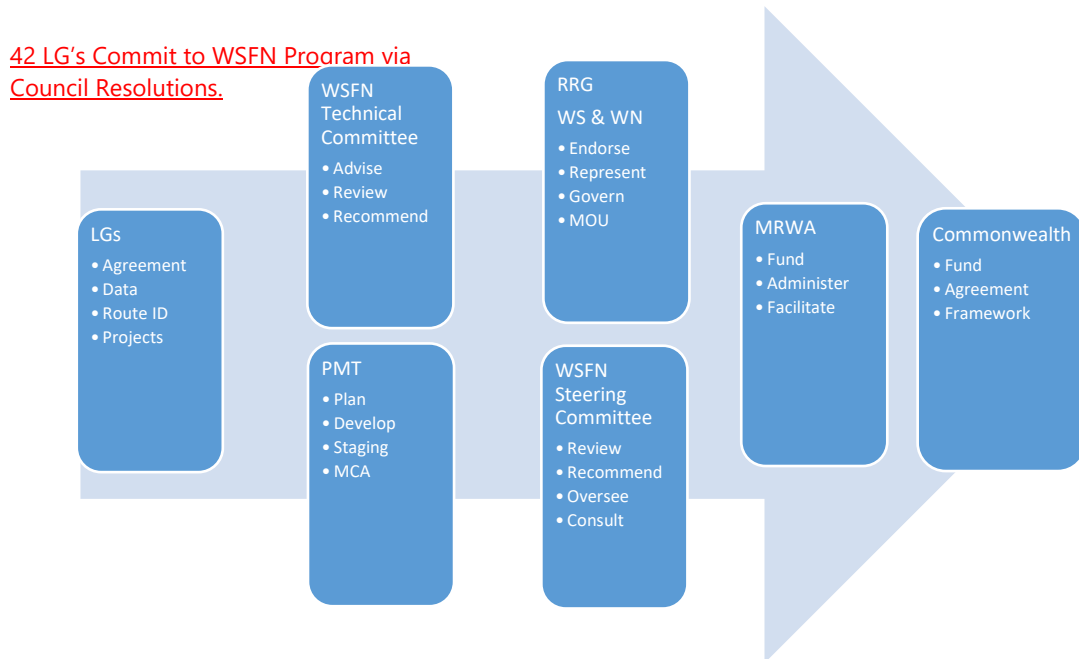 42 LG's Commit to WSFN Program via
Council Resolutions.
LGs
• Agreement
• Data
• Route ID
• Projects
WSFN
Technical
Committee
• Advise
• Review
• Recommend
PMT
• Plan
• Develop
• Staging
• MCA
RRG
WS & WN
• Endorse
• Represent
• Govern
• MOU
WSFN
Steering
Committee
• Review
• Recommend
• Oversee
• Consult
MRWA
• Fund
• Administer
• Facilitate
Commonwealth
• Fund
• Agreement
• Framework